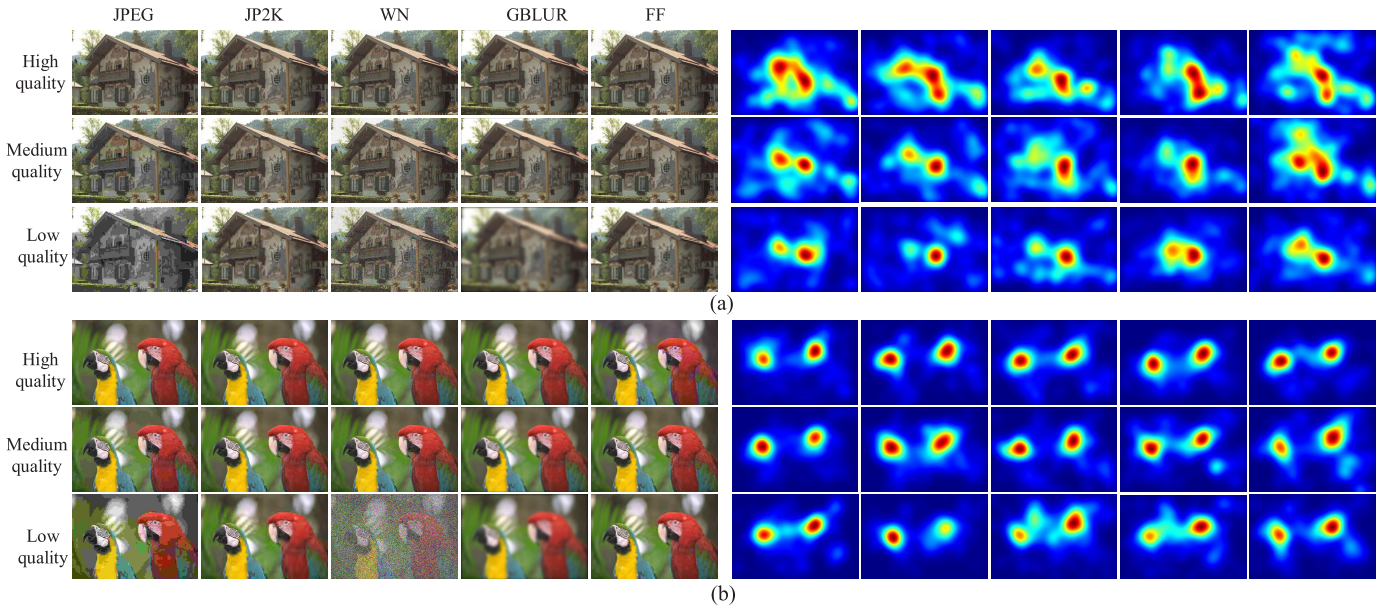 JPEG JP2K WN GBLUR FF
High
quality
Medium
quality
Low
quality
(a)
High
quality
Medium
quality
Low
quality
(b)